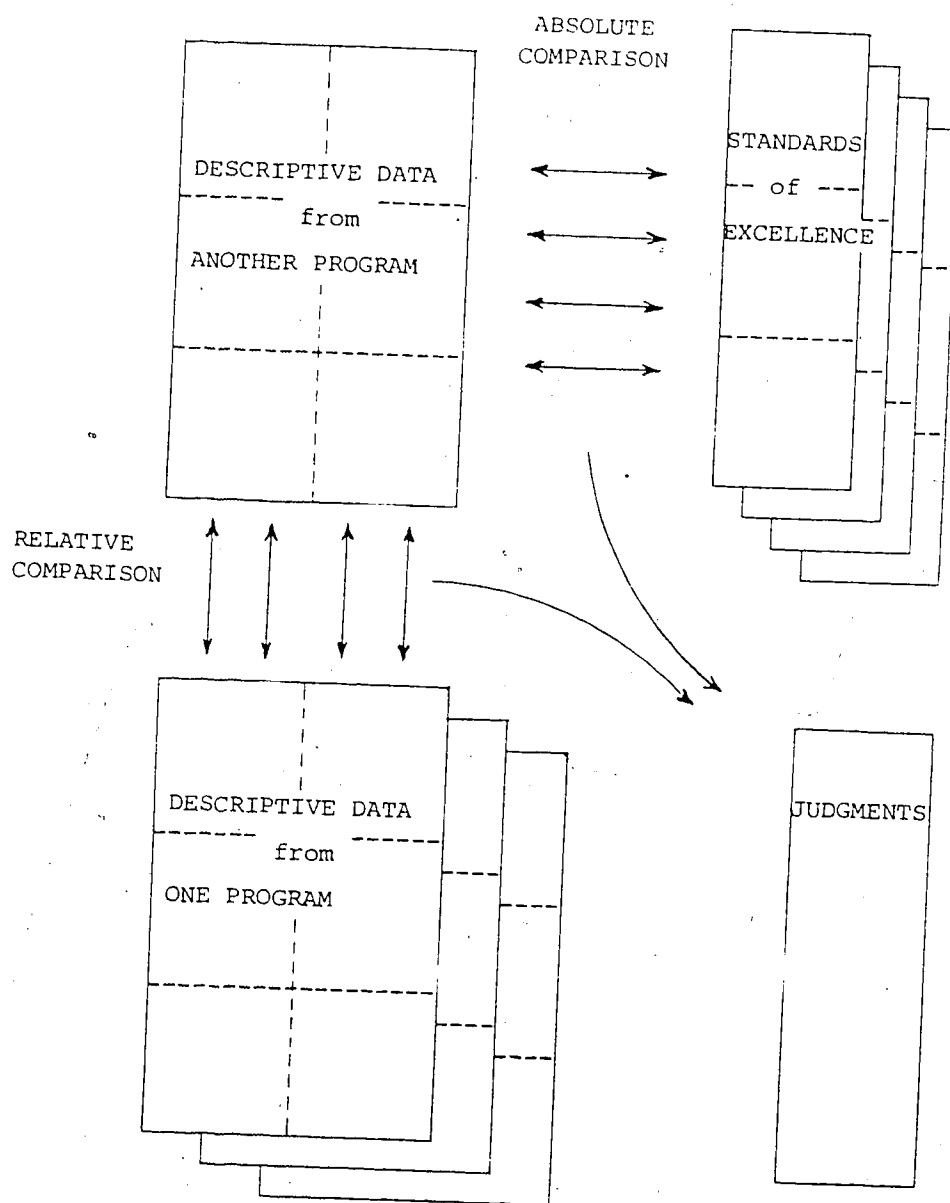 ABSOLUTE
COMPARISON
DESCRIPTIVE DATA
from
ANOTHER PROGRAM
STANDARDS
of
EXCELLENCE
RELATIVE
COMPARISON
DESCRIPTIVE DATA
from
ONE PROGRAM
JUDGMENTS